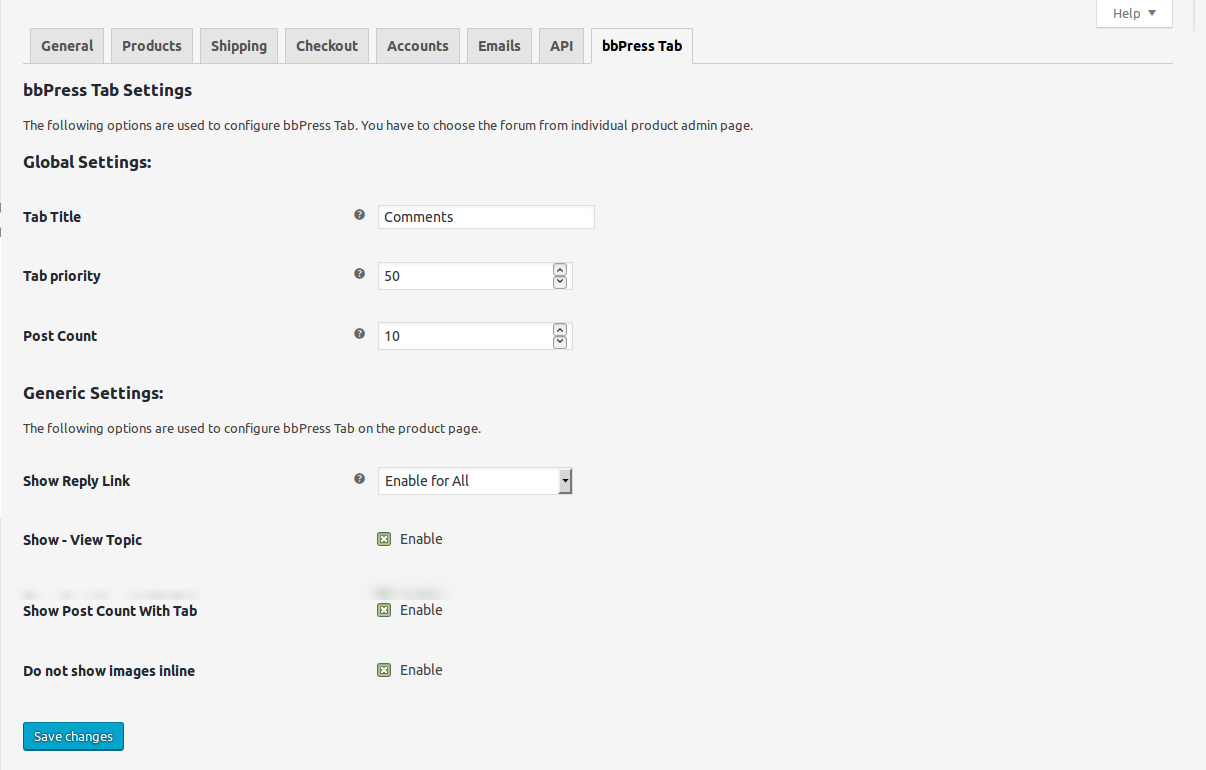 Help
General Products Shipping Checkout Accounts Emails API bbPress Tab
bbPress Tab Settings
The following options are used to configure bbPress Tab. You have to choose the forum from individual product admin page.
Global Settings:
Tab Title ? Comments
Tab priority ? 50
Post Count ? 10
Generic Settings:
The following options are used to configure bbPress Tab on the product page.
Show Reply Link ? Enable for All
Show - View Topic Enable
Show Post Count With Tab Enable
Do not show images inline Enable
Save changes